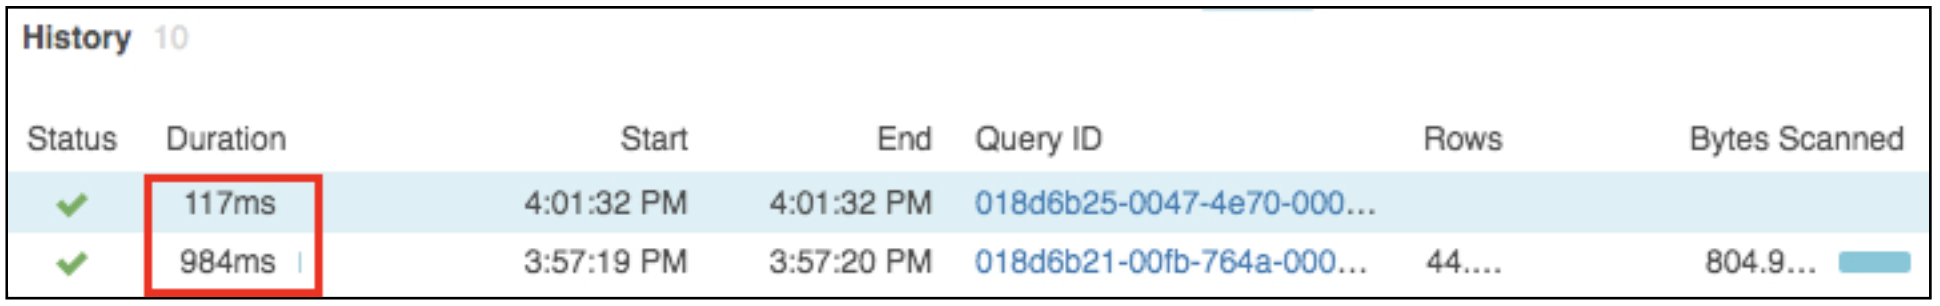 History 10
Status Duration Start End Query ID Rows Bytes Scanned
117ms 4:01:32 PM 4:01:32 PM 018d6b25-0047-4e70-000...
984ms 3:57:19 PM 3:57:20 PM 018d6b21-00fb-764a-000... 44.... 804.9...